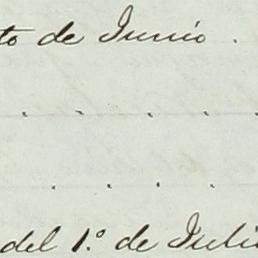 to de Junio .
. . . . .
. . . . .
del 1.º de Julio